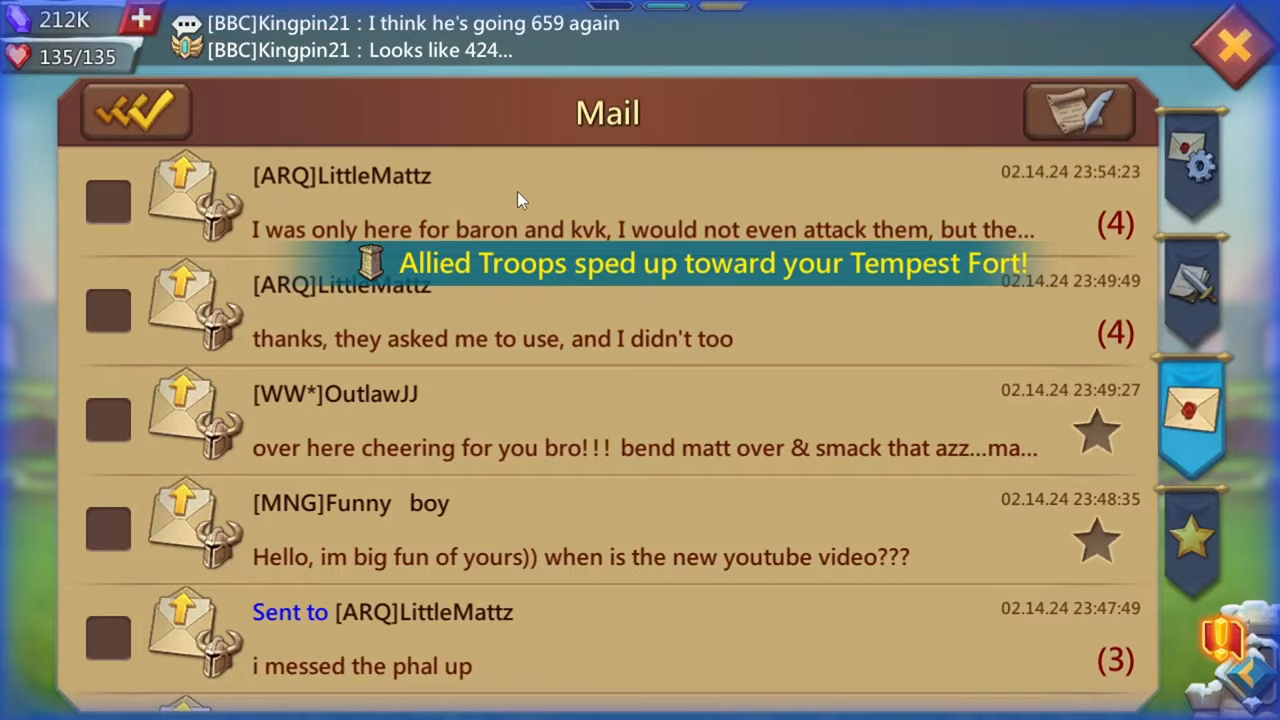 212K
[BBC]Kingpin21 : I think he's going 659 again
135/135
[BBC]Kingpin21 : Looks like 424...
Mail
[ARQ]LittleMattz
02.14.24 23:54:23
I was only here for baron and kvk, I would not even attack them, but the...
(4)
Allied Troops sped up toward your Tempest Fort!
[ARQ]LittleMattz
02.14.24 23:49:49
thanks, they asked me to use, and I didn't too
(4)
[WW*]OutlawJJ
02.14.24 23:49:27
over here cheering for you bro!!! bend matt over & smack that azz...ma...
[MNG]Funny boy
02.14.24 23:48:35
Hello, im big fun of yours)) when is the new youtube video???
Sent to [ARQ]LittleMattz
02.14.24 23:47:49
i messed the phal up
(3)